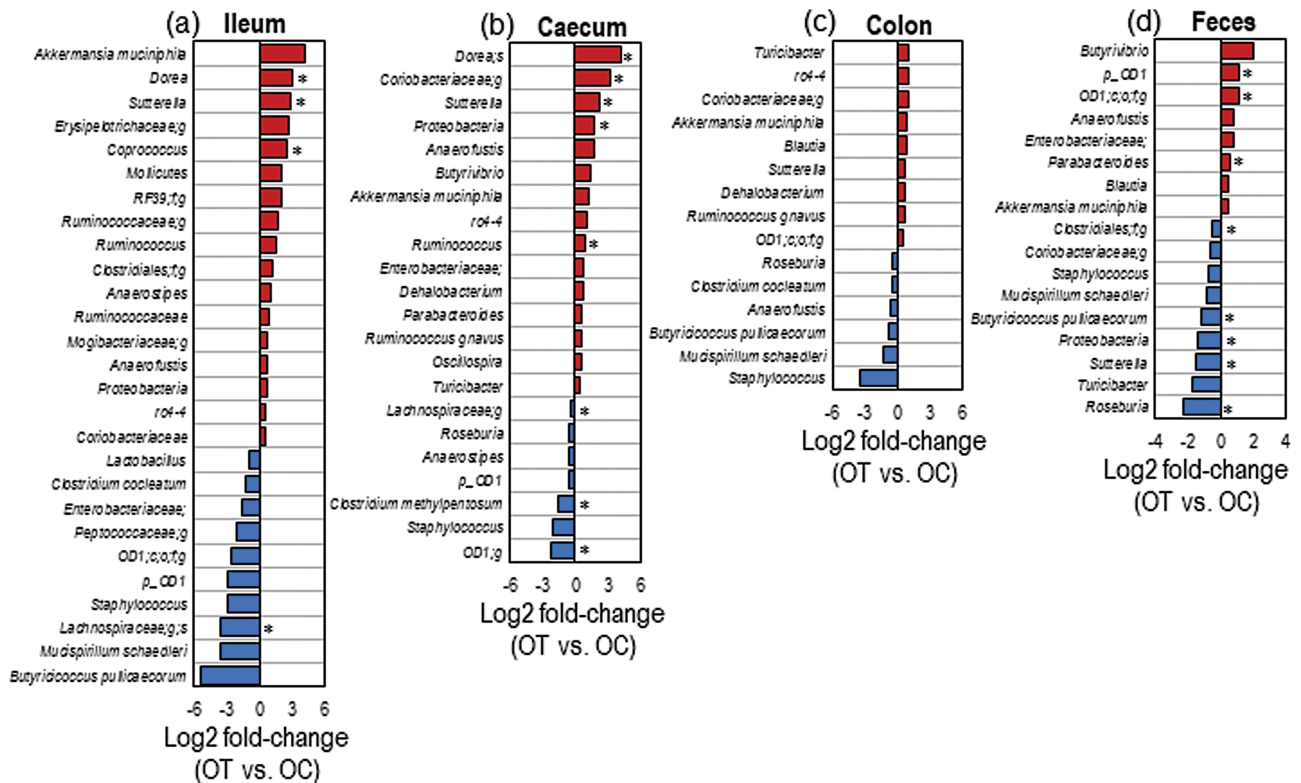 (a) Ileum
Akkermansia muciniphila
Dorea *
Sutterella *
Erysipelotrichaceae;g
Coprococcus *
Mollicutes
RF39;f;g
Ruminococcaceae;g
Ruminococcus
Clostridiales;f;g
Anaerostipes
Ruminococcaceae
Mogibacteriaceae;g
Anaerofustis
Proteobacteria
rc4-4
Coriobacteriaceae
Lactobacillus
Clostridium cocleatum
Enterobacteriaceae;
Peptococcaceae;g
OD1;c;o;f;g
p_OD1
Staphylococcus
Lachnospiraceae;g;s *
Mucispirillum schaedleri
Butyricicoccus pullicaecorum
-6 -3 0 3 6
Log2 fold-change
(OT vs. OC)
(b) Caecum
Dorea;s *
Coriobacteriaceae;g *
Sutterella *
Proteobacteria *
Anaerofustis
Butyrivibrio
Akkermansia muciniphila
rc4-4
Ruminococcus *
Enterobacteriaceae;
Dehalobacterium
Parabacteroides
Ruminococcus gnavus
Oscillospira
Turicibacter
Lachnospiraceae;g *
Roseburia
Anaerostipes
p_OD1
Clostridium methylpentosum *
Staphylococcus
OD1;g *
-6 -3 0 3 6
Log2 fold-change
(OT vs. OC)
(c) Colon
Turicibacter
rc4-4
Coriobacteriaceae;g
Akkermansia muciniphila
Blautia
Sutterella
Dehalobacterium
Ruminococcus gnavus
OD1;c;o;f;g
Roseburia
Clostridium cocleatum
Anaerofustis
Butyricicoccus pullicaecorum
Mucispirillum schaedleri
Staphylococcus
-6 -3 0 3 6
Log2 fold-change
(OT vs. OC)
(d) Feces
Butyrivibrio
p_OD1 *
OD1;c;o;f;g *
Anaerofustis
Enterobacteriaceae;
Parabacteroides *
Blautia
Akkermansia muciniphila
Clostridiales;f;g *
Coriobacteriaceae;g
Staphylococcus
Mucispirillum schaedleri
Butyricicoccus pullicaecorum *
Proteobacteria *
Sutterella *
Turicibacter
Roseburia *
-4 -2 0 2 4
Log2 fold-change
(OT vs. OC)